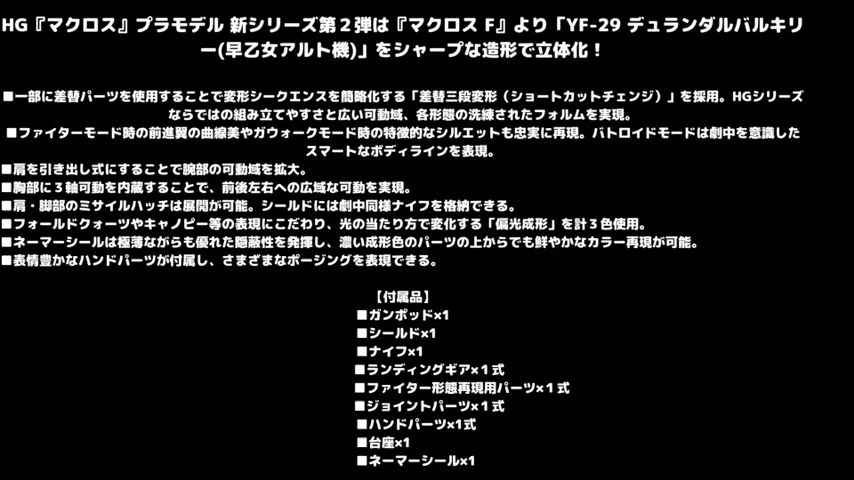 HG『マクロス』プラモデル 新シリーズ第２弾は『マクロス F』より「YF-29 デュランダルバルキリ
ー(早乙女アルト機)」をシャープな造形で立体化！
■一部に差替パーツを使用することで変形シークエンスを簡略化する「差替三段変形（ショートカットチェンジ）」を採用。HGシリーズ
ならではの組み立てやすさと広い可動域、各形態の洗練されたフォルムを実現。
■ファイターモード時の前進翼の曲線美やガウォークモード時の特徴的なシルエットも忠実に再現。バトロイドモードは劇中を意識した
スマートなボディラインを表現。
■肩を引き出し式にすることで腕部の可動域を拡大。
■胸部に３軸可動を内蔵することで、前後左右への広域な可動を実現。
■肩・脚部のミサイルハッチは展開が可能。シールドには劇中同様ナイフを格納できる。
■フォールドクォーツやキャノピー等の表現にこだわり、光の当たり方で変化する「偏光成形」を計３色使用。
■ネーマーシールは極薄ながらも優れた隠蔽性を発揮し、濃い成形色のパーツの上からでも鮮やかなカラー再現が可能。
■表情豊かなハンドパーツが付属し、さまざまなポージングを表現できる。
【付属品】
■ガンポッド×1
■シールド×1
■ナイフ×1
■ランディングギア×１式
■ファイター形態再現用パーツ×１式
■ジョイントパーツ×１式
■ハンドパーツ×1式
■台座×1
■ネーマーシール×1